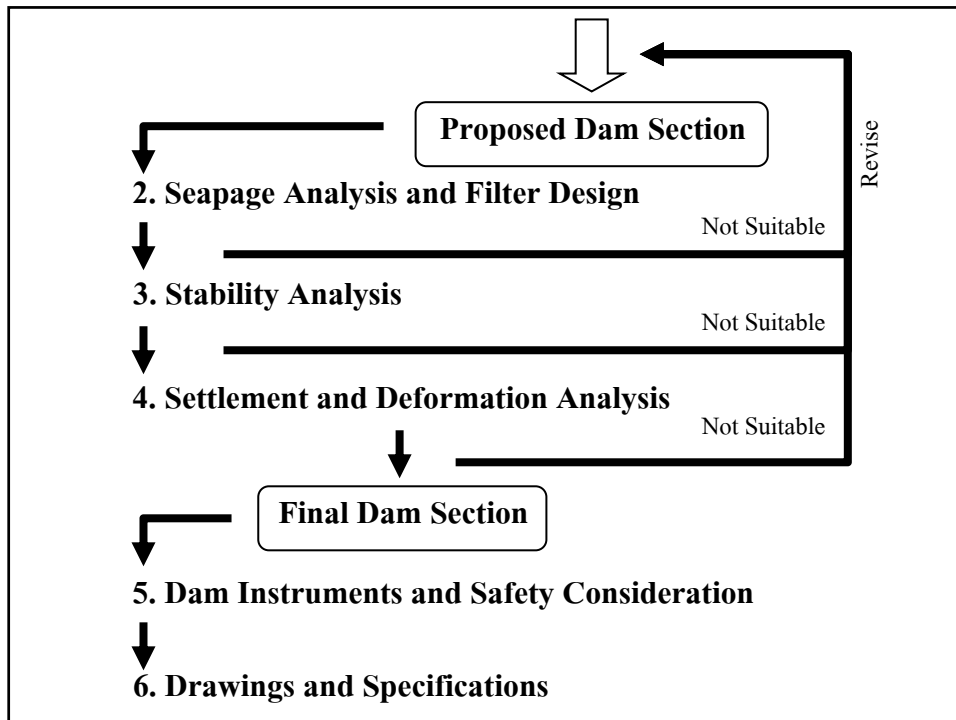 Proposed Dam Section
Revise
2. Seapage Analysis and Filter Design
Not Suitable
3. Stability Analysis
Not Suitable
4. Settlement and Deformation Analysis
Not Suitable
Final Dam Section
5. Dam Instruments and Safety Consideration
6. Drawings and Specifications